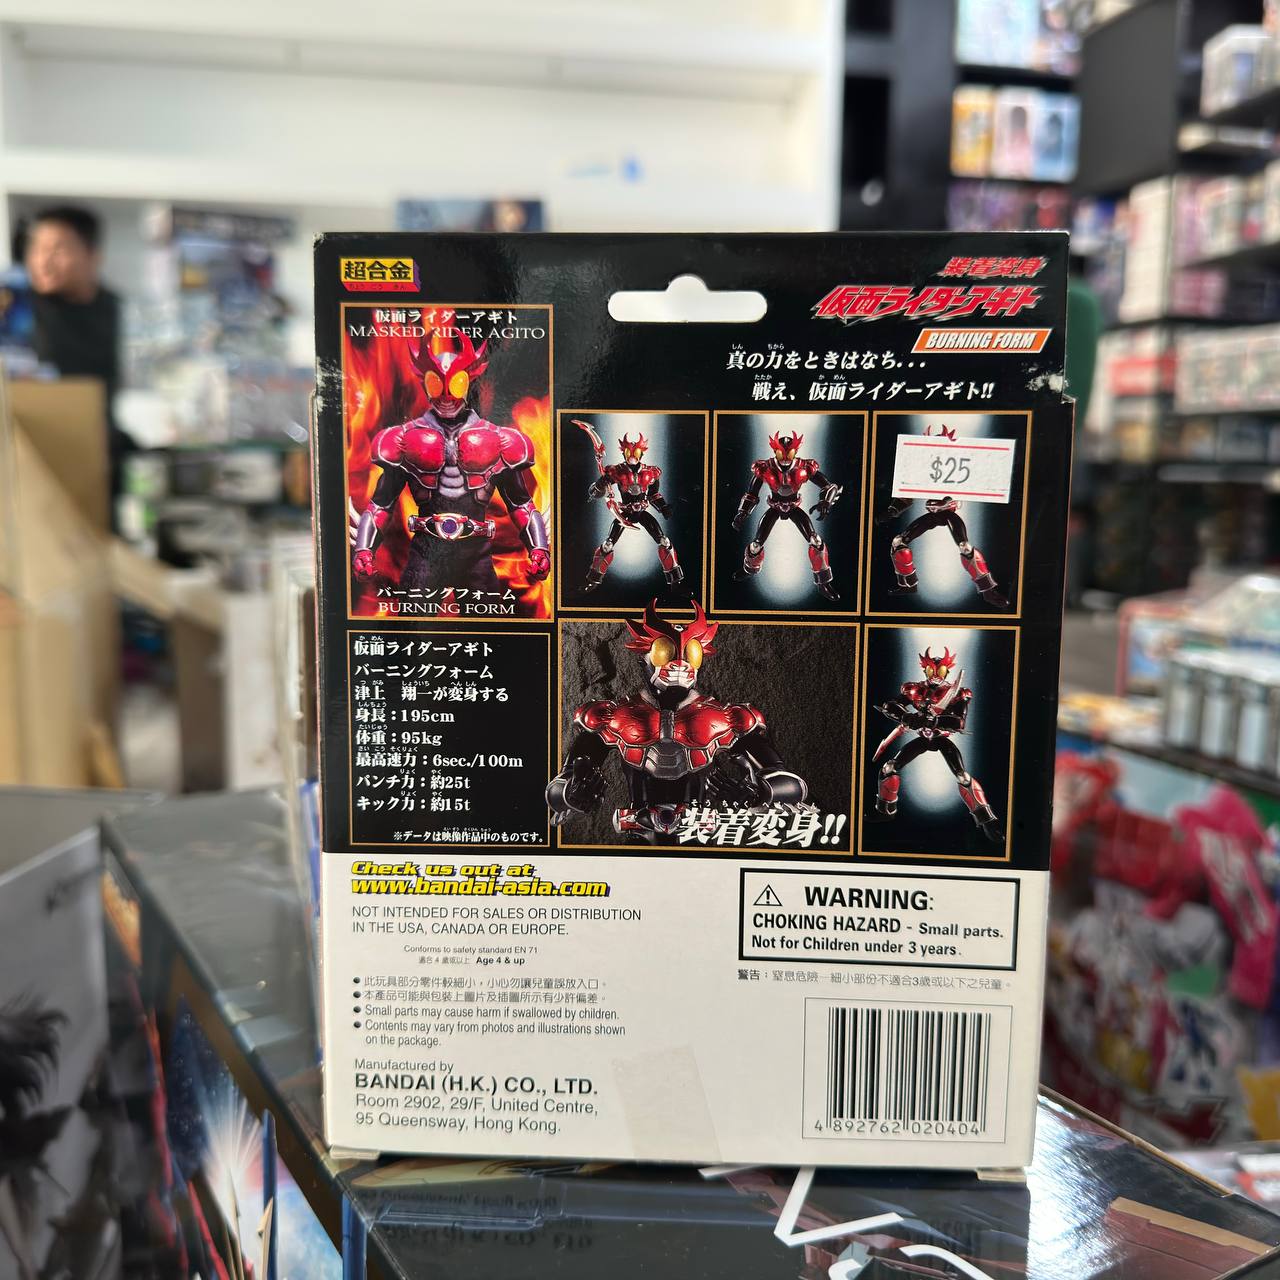 超合金
ちょうごうきん
仮面ライダーアギト
MASKED RIDER AGITO
バーニングフォーム
BURNING FORM
装着変身
仮面ライダーアギト
BURNING FORM
真の力をときはなち...
戦え、仮面ライダーアギト!!
$25
仮面ライダーアギト
バーニングフォーム
津上 翔一が変身する
身長:195cm
体重:95kg
最高速力:6sec./100m
パンチ力:約25t
キック力:約15t
※データは映像作品中のものです。
装着変身!!
Check us out at
www.bandai-asia.com
NOT INTENDED FOR SALES OR DISTRIBUTION
IN THE USA, CANADA OR EUROPE.
Conforms to safety standard EN 71
適合4歲或以上 Age 4 & up
● 此玩具部分零件較細小,小心勿讓兒童誤放入口。
● 本產品可能與包裝上圖片及插圖所示有少許偏差。
● Small parts may cause harm if swallowed by children.
● Contents may vary from photos and illustrations shown
on the package.
Manufactured by
BANDAI (H.K.) CO., LTD.
Room 2902, 29/F, United Centre,
95 Queensway, Hong Kong.
WARNING:
CHOKING HAZARD - Small parts.
Not for Children under 3 years.
警告:窒息危險—細小部份不適合3歲或以下之兒童。
4 892762 020404